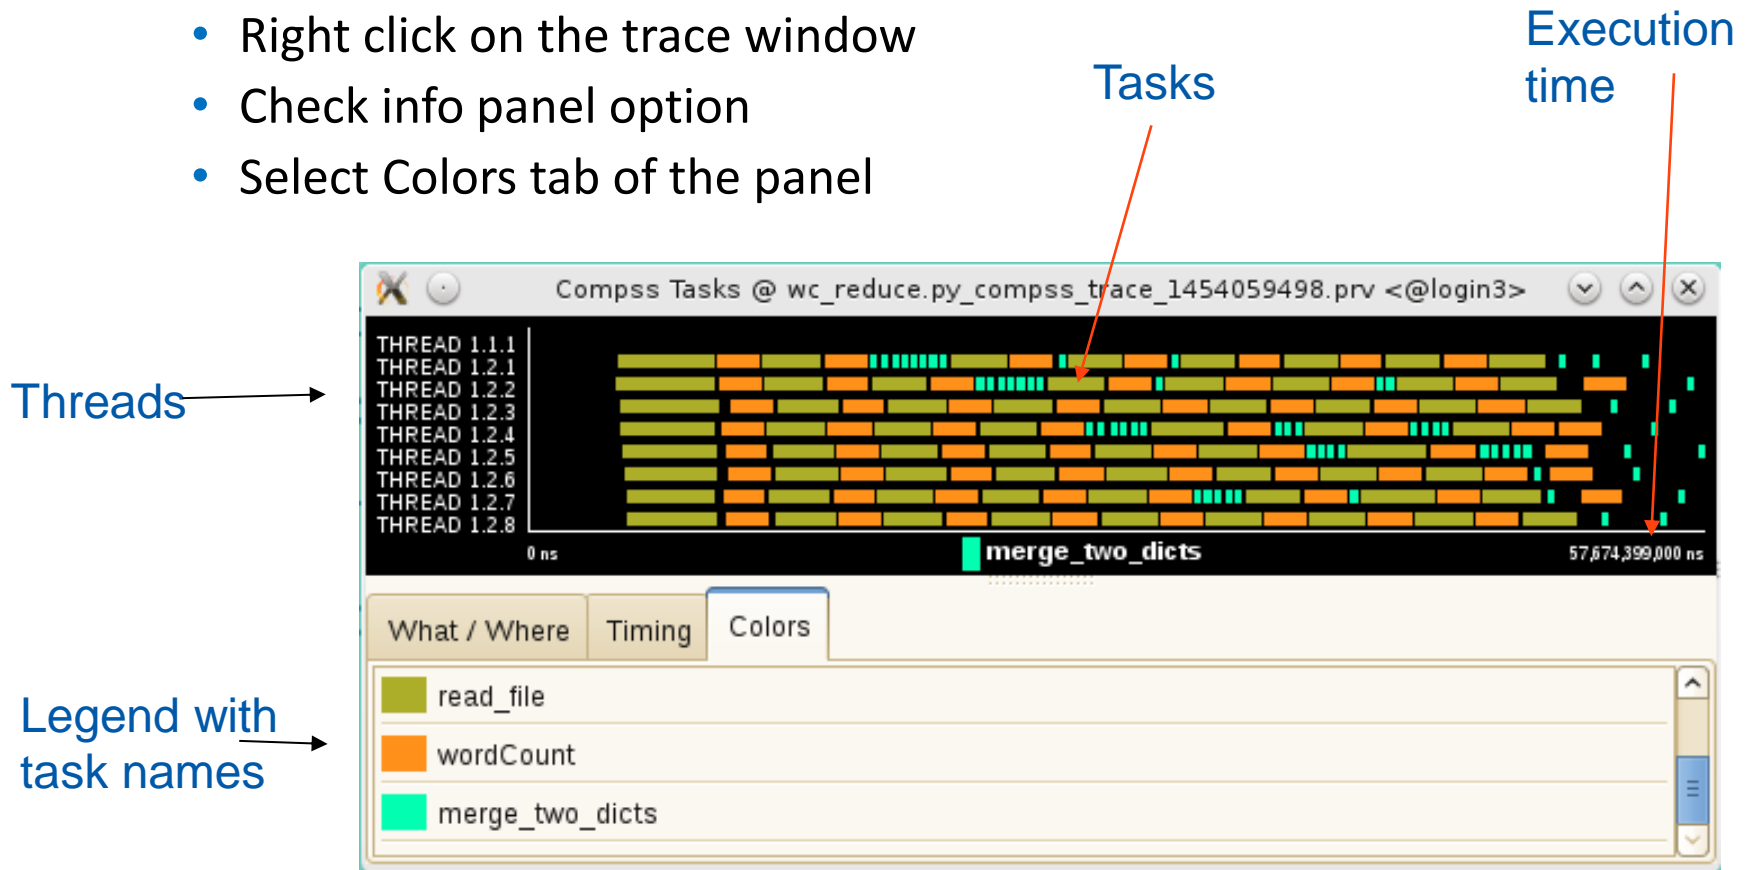 • Right click on the trace window
• Check info panel option
• Select Colors tab of the panel
Tasks
Execution
time
Compss Tasks @ wc_reduce.py_compss_trace_1454059498.prv <@login3>
THREAD 1.1.1
THREAD 1.2.1
THREAD 1.2.2
THREAD 1.2.3
THREAD 1.2.4
THREAD 1.2.5
THREAD 1.2.6
THREAD 1.2.7
THREAD 1.2.8
Threads
0 ns
merge_two_dicts
57,674,399,000 ns
What / Where
Timing
Colors
read_file
wordCount
merge_two_dicts
Legend with
task names